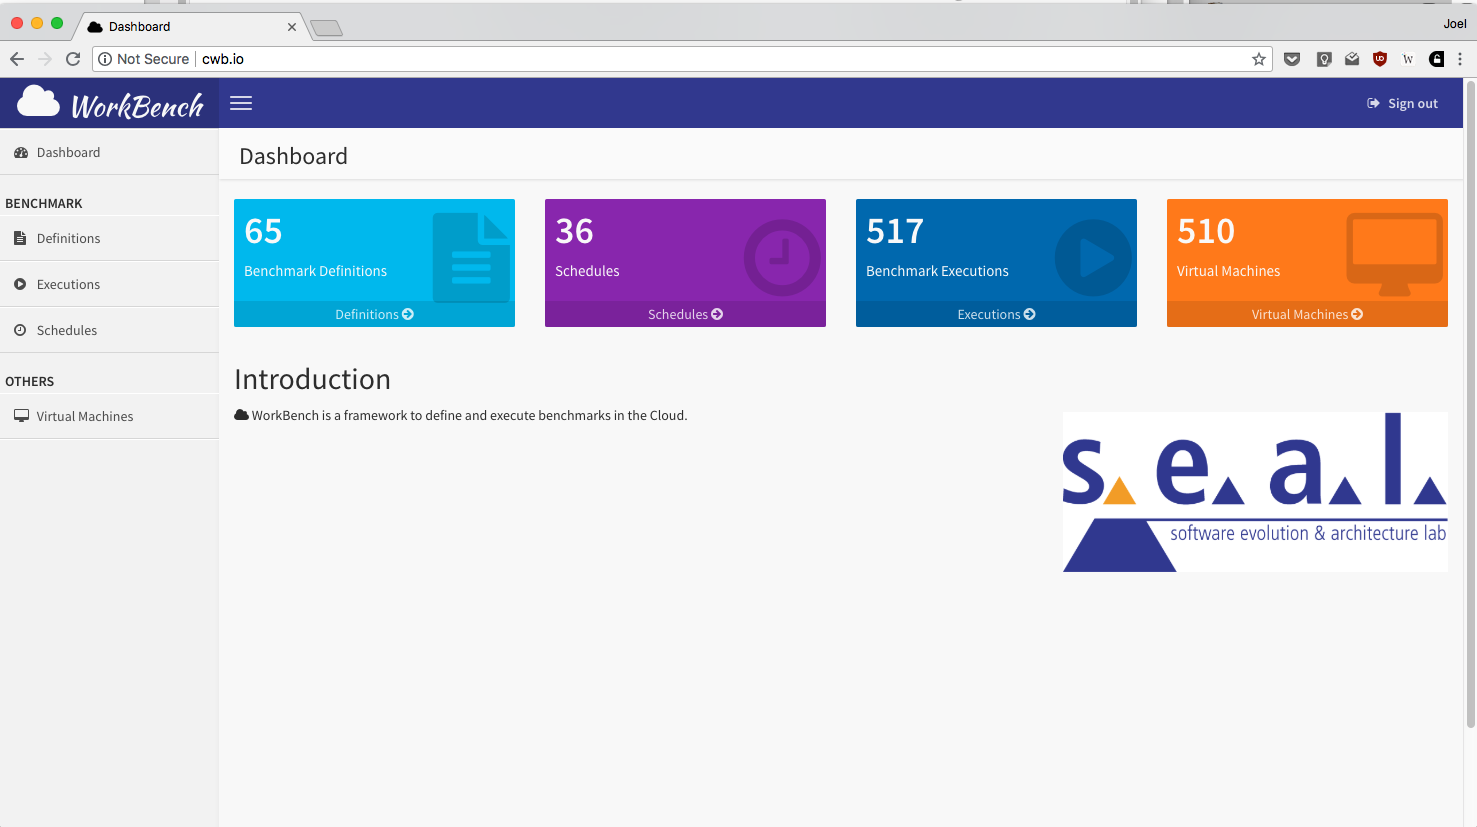 Dashboard
Joel
Not Secure cwb.io
WorkBench
Sign out
Dashboard
BENCHMARK
Definitions
Executions
Schedules
OTHERS
Virtual Machines
Dashboard
65
Benchmark Definitions
Definitions
36
Schedules
Schedules
517
Benchmark Executions
Executions
510
Virtual Machines
Virtual Machines
Introduction
WorkBench is a framework to define and execute benchmarks in the Cloud.
s.e.a.l.
software evolution & architecture lab